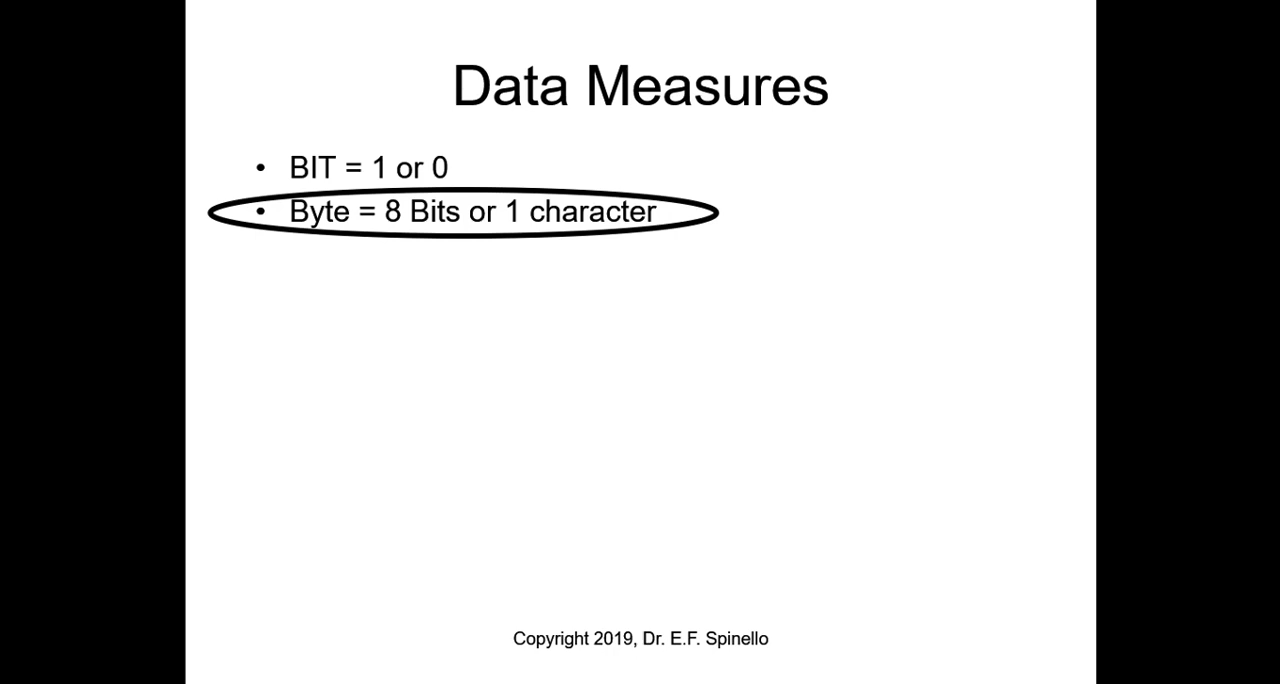 Data Measures
• BIT = 1 or 0
• Byte = 8 Bits or 1 character
Copyright 2019, Dr. E.F. Spinello